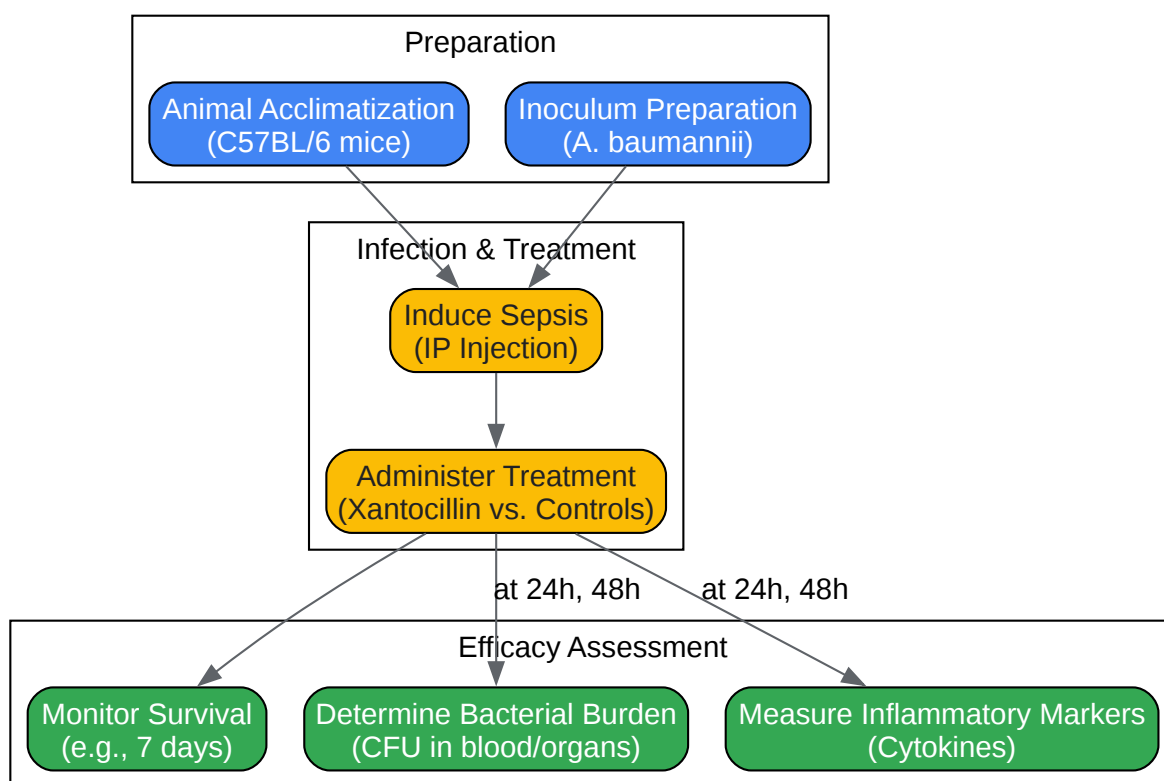 Preparation
Animal Acclimatization
(C57BL/6 mice)
Inoculum Preparation
(A. baumannii)
Infection & Treatment
Induce Sepsis
(IP Injection)
Administer Treatment
(Xantocillin vs. Controls)
at 24h, 48h
at 24h, 48h
Efficacy Assessment
Monitor Survival
(e.g., 7 days)
Determine Bacterial Burden
(CFU in blood/organs)
Measure Inflammatory Markers
(Cytokines)